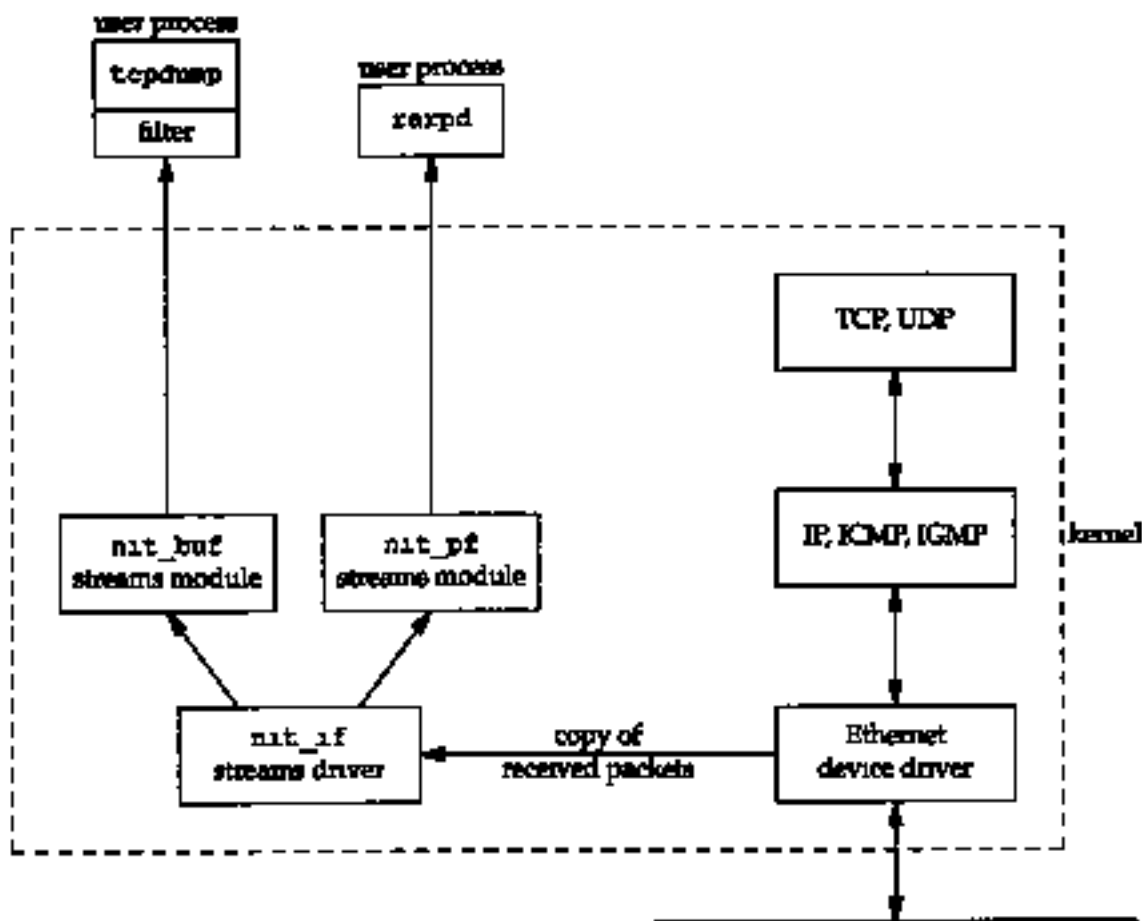 user process
tcpdump
filter
user process
rarpd
TCP, UDP
nit_buf
streams module
nit_pf
streams module
IP, ICMP, IGMP
kernel
nit_if
streams driver
copy of
received packets
Ethernet
device driver